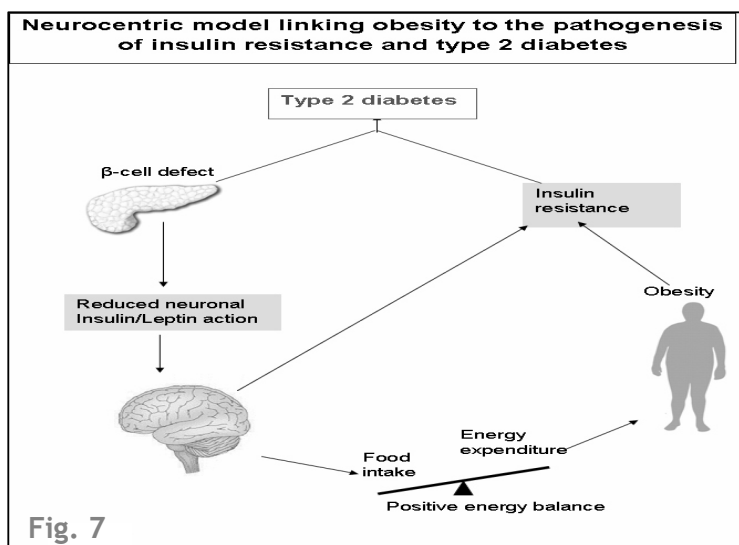 Neurocentric model linking obesity to the pathogenesis
of insulin resistance and type 2 diabetes
Type 2 diabetes
β-cell defect
Insulin
resistance
Reduced neuronal
Insulin/Leptin action
Obesity
Energy
expenditure
Food
intake
Positive energy balance
Fig. 7